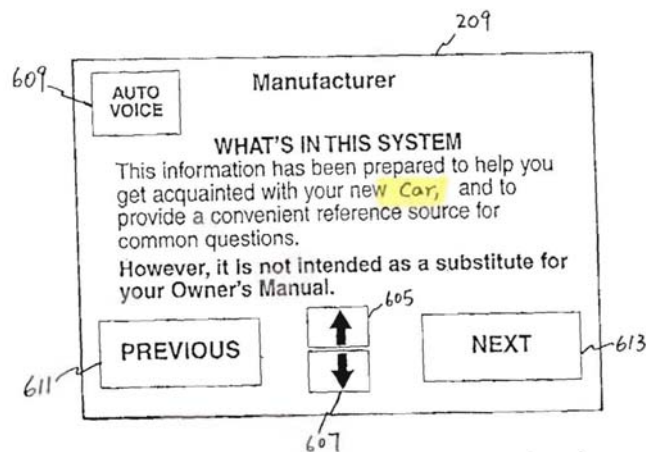 209
609
AUTO
VOICE
Manufacturer
WHAT'S IN THIS SYSTEM
This information has been prepared to help you
get acquainted with your new Car, and to
provide a convenient reference source for
common questions.
However, it is not intended as a substitute for
your Owner's Manual.
605
PREVIOUS
NEXT
611
613
607